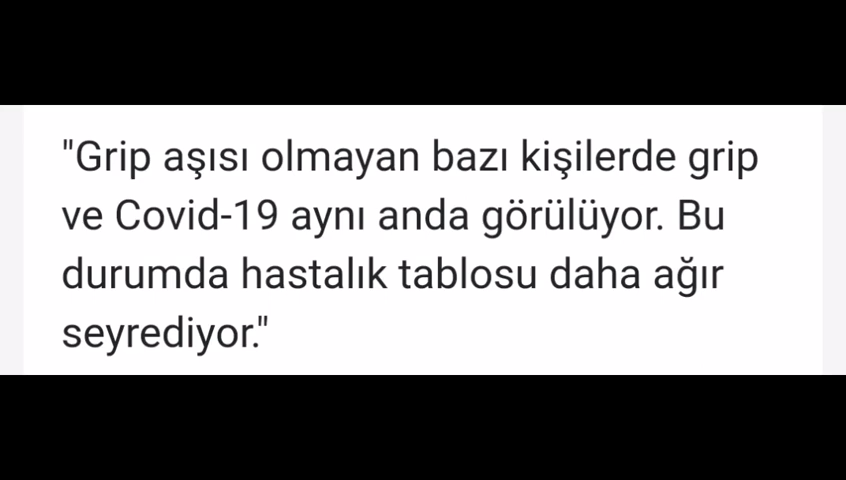 "Grip aşısı olmayan bazı kişilerde grip
ve Covid-19 aynı anda görülüyor. Bu
durumda hastalık tablosu daha ağır
seyrediyor."